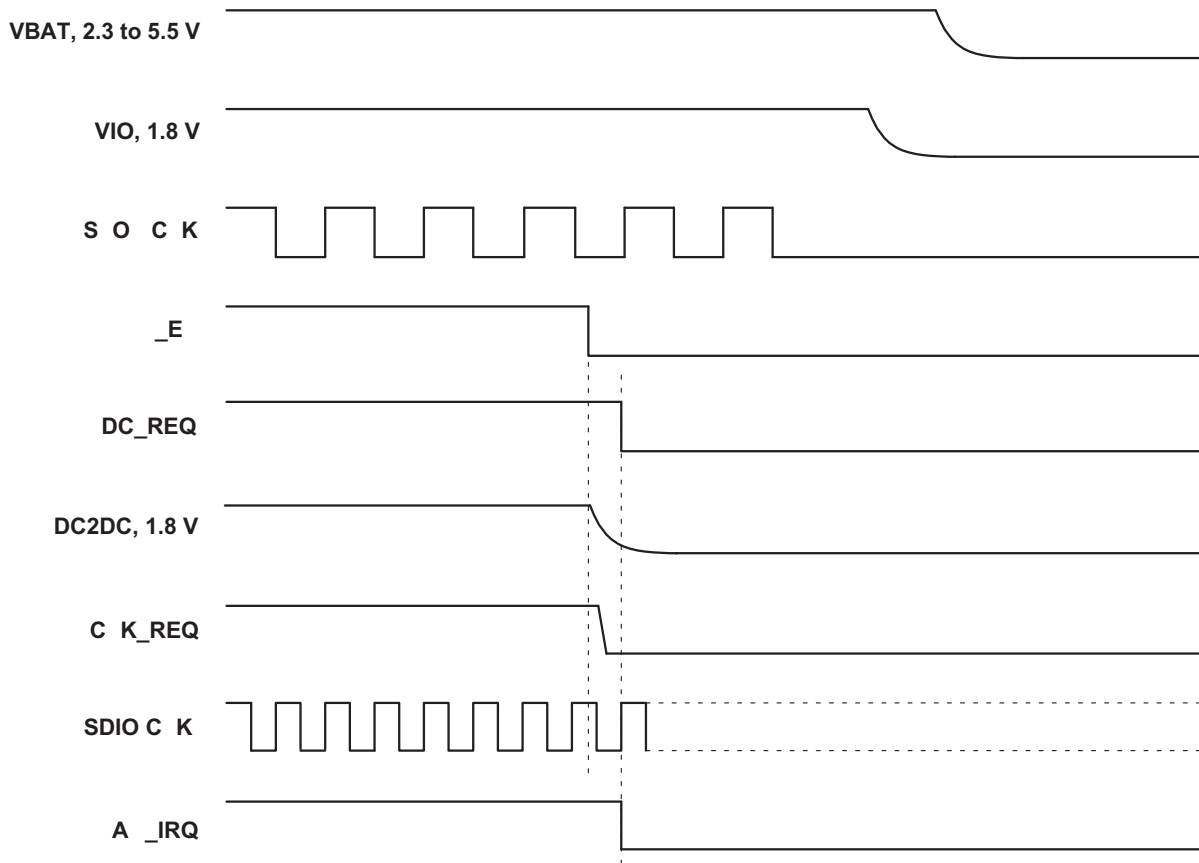 VBAT, 2.3 to 5.5 V
VIO, 1.8 V
S O C K
_E
DC_REQ
DC2DC, 1.8 V
C K_REQ
SDIO C K
A _IRQ